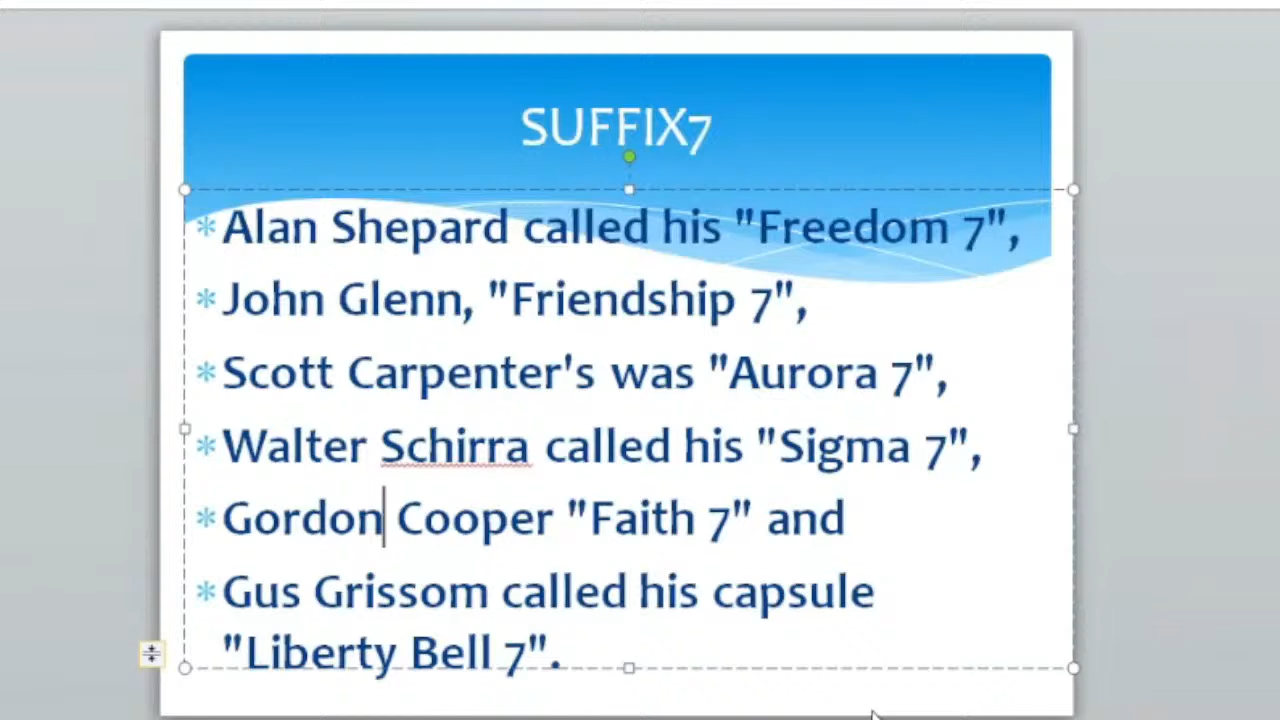 SUFFIX7
* Alan Shepard called his "Freedom 7",
* John Glenn, "Friendship 7",
* Scott Carpenter's was "Aurora 7",
* Walter Schirra called his "Sigma 7",
* Gordon Cooper "Faith 7" and
* Gus Grissom called his capsule
"Liberty Bell 7".